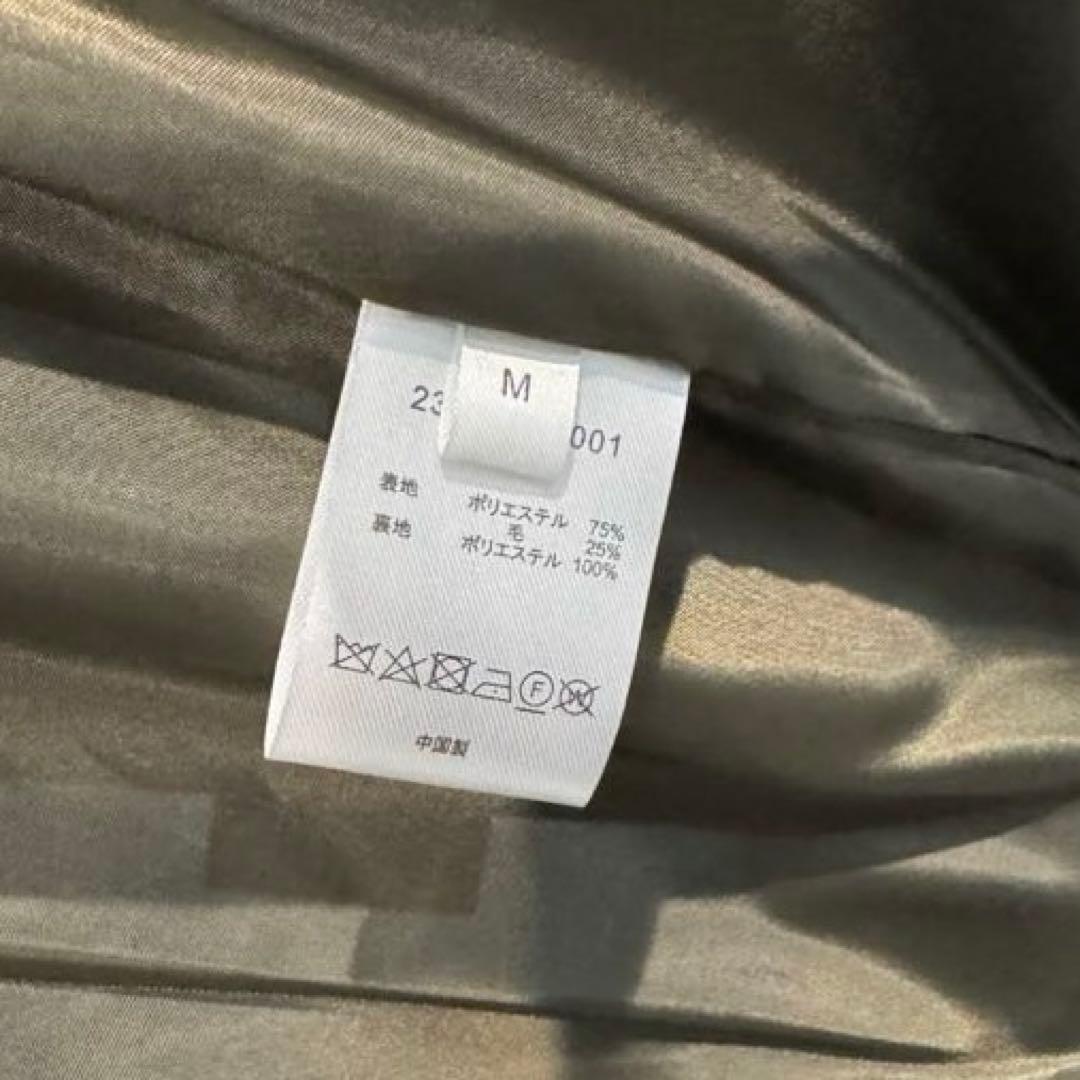 M
23
001
表地 ポリエステル 75%
毛 25%
裏地 ポリエステル 100%
F
W
中国製